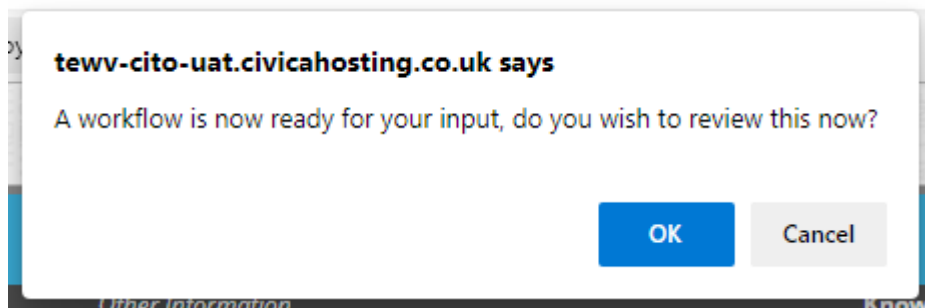 tewv-cito-uat.civicahosting.co.uk says
A workflow is now ready for your input, do you wish to review this now?
OK
Cancel
Other Information
Know